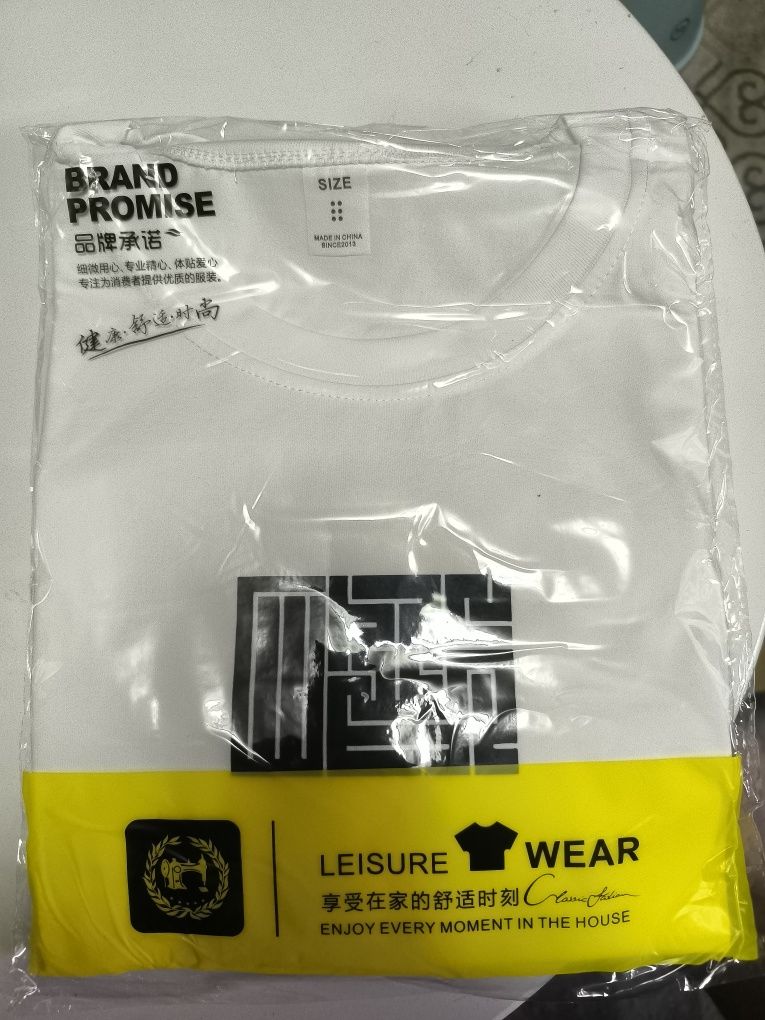 BRAND
PROMISE
品牌承诺
细微用心、专业精心、体贴爱心
专注为消费者提供优质的服装。
健康·舒适·时尚
SIZE
MADE IN CHINA
SINCE2013
LEISURE WEAR
享受在家的舒适时刻 Classic fashion
ENJOY EVERY MOMENT IN THE HOUSE